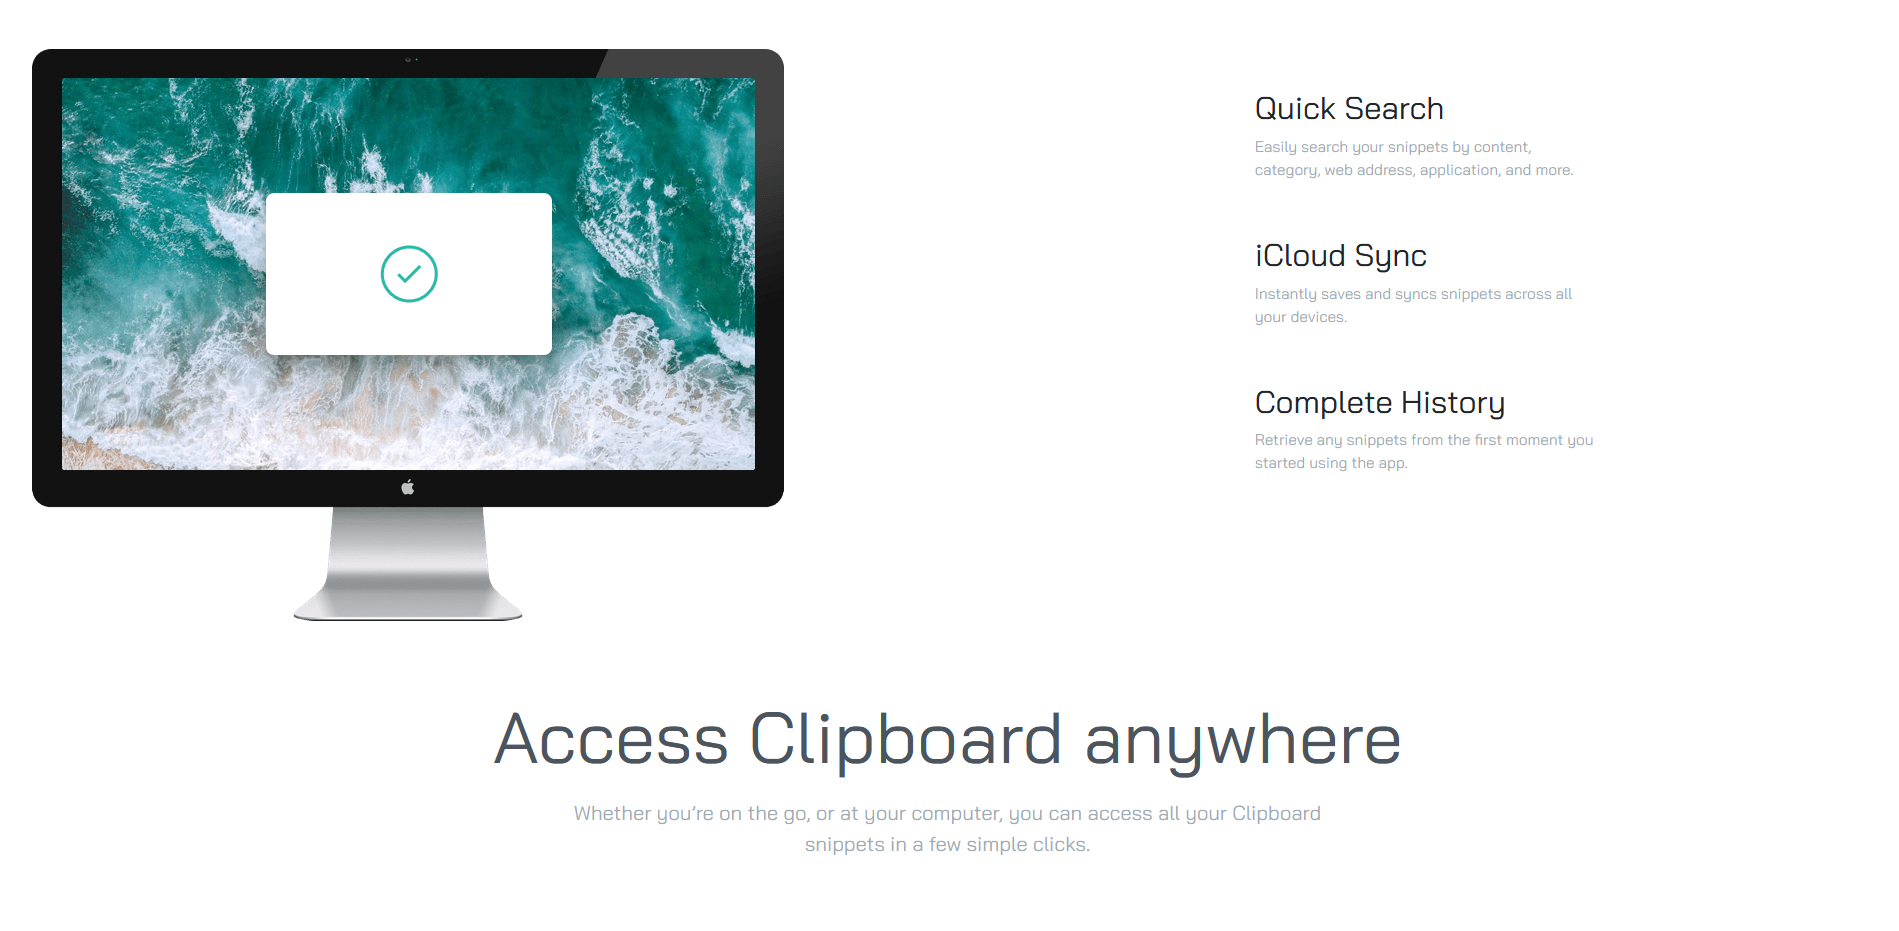 Quick Search
Easily search your snippets by content,
category, web address, application, and more.
iCloud Sync
Instantly saves and syncs snippets across all
your devices.
Complete History
Retrieve any snippets from the first moment you
started using the app.
Access Clipboard anywhere
Whether you’re on the go, or at your computer, you can access all your Clipboard
snippets in a few simple clicks.